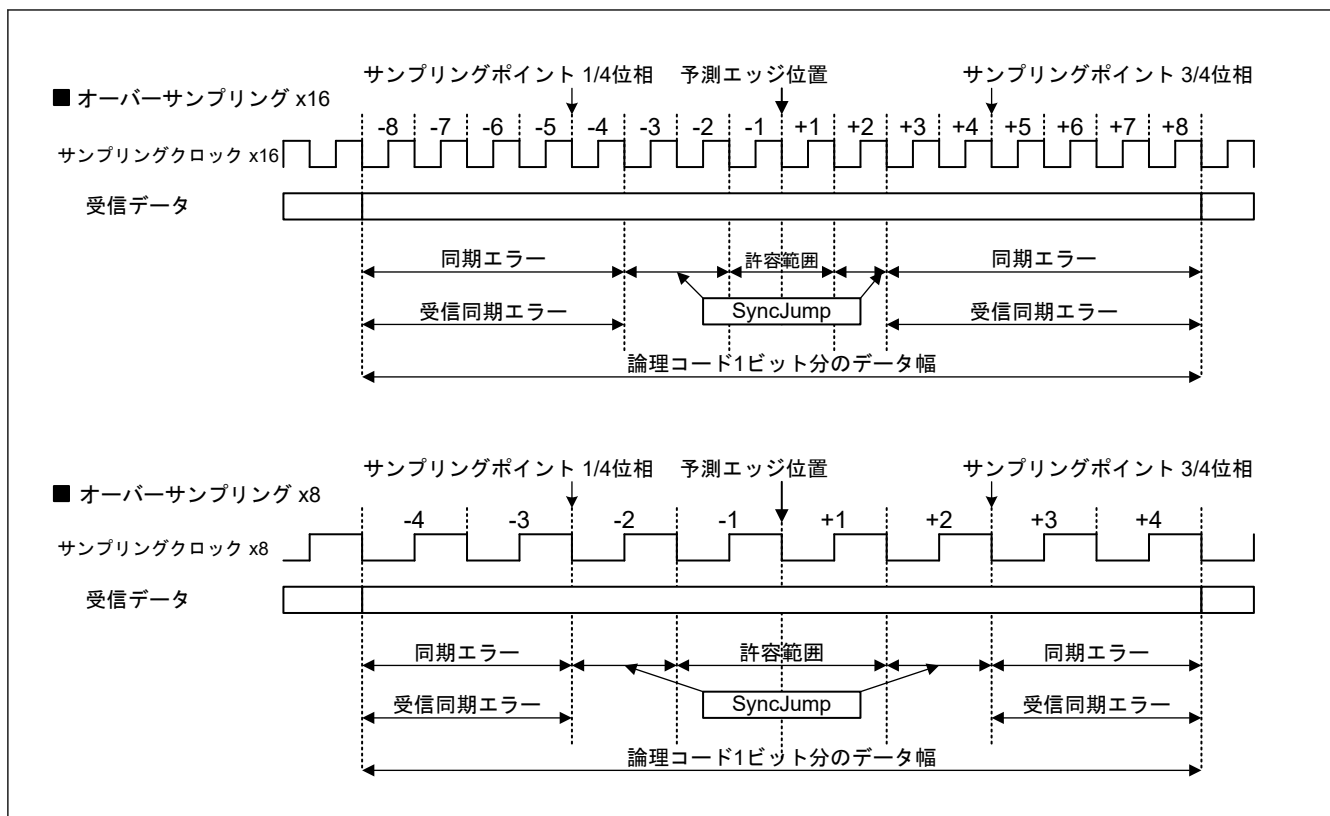 サンプリングポイント 1/4位相 予測エッジ位置 サンプリングポイント 3/4位相
■ オーバーサンプリング x16
-8 -7 -6 -5 -4 -3 -2 -1 +1 +2 +3 +4 +5 +6 +7 +8
サンプリングクロック x16
受信データ
同期エラー 許容範囲 同期エラー
SyncJump
受信同期エラー 受信同期エラー
論理コード1ビット分のデータ幅
サンプリングポイント 1/4位相 予測エッジ位置 サンプリングポイント 3/4位相
■ オーバーサンプリング x8
-4 -3 -2 -1 +1 +2 +3 +4
サンプリングクロック x8
受信データ
同期エラー 許容範囲 同期エラー
受信同期エラー SyncJump 受信同期エラー
論理コード1ビット分のデータ幅